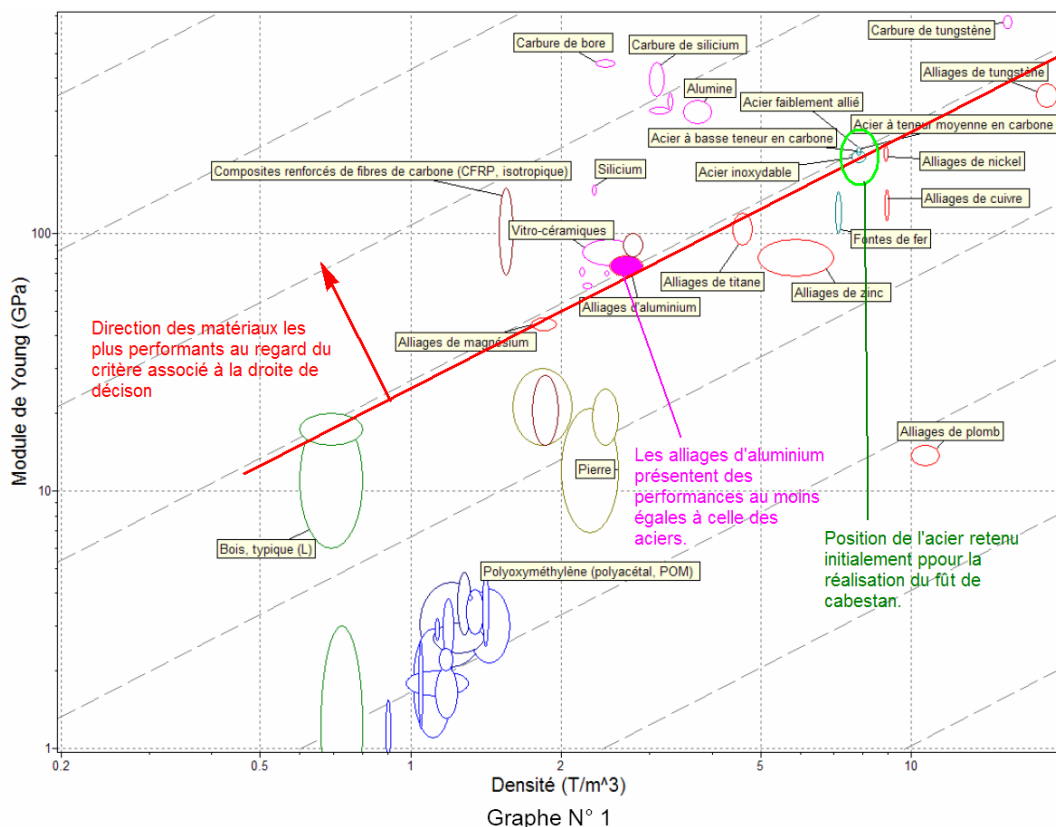 Carbure de bore
Carbure de silicium
Carbure de tungstène
Alliages de tungstène
Alumine
Acier faiblement allié
Acier à teneur moyenne en carbone
Acier à basse teneur en carbone
Composites renforcés de fibres de carbone (CFRP, isotropique)
Silicium
Acier inoxydable
Alliages de nickel
Alliages de cuivre
Vitro-céramiques
Fontes de fer
Alliages de titane
Alliages de zinc
Alliages d'aluminium
Alliages de magnésium
Direction des matériaux les
plus performants au regard du
critère associé à la droite de
décison
Alliages de plomb
Pierre
Les alliages d'aluminium
présentent des
performances au moins
égales à celle des
aciers.
Position de l'acier retenu
initialement ppour la
réalisation du fût de
cabestan.
Bois, typique (L)
Polyoxyméthylène (polyacétal, POM)
Module de Young (GPa)
100
10
1
0.2
0.5
1
2
5
10
Densité (T/m^3)
Graphe N° 1